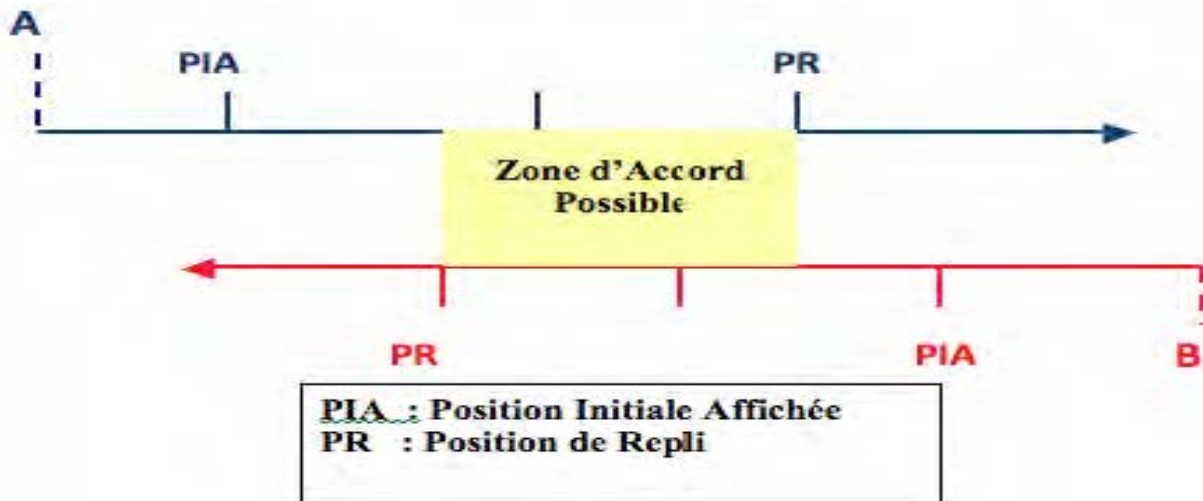 A
PIA PR
Zone d'Accord
Possible
PR PIA B
PIA : Position Initiale Affichée
PR : Position de Repli